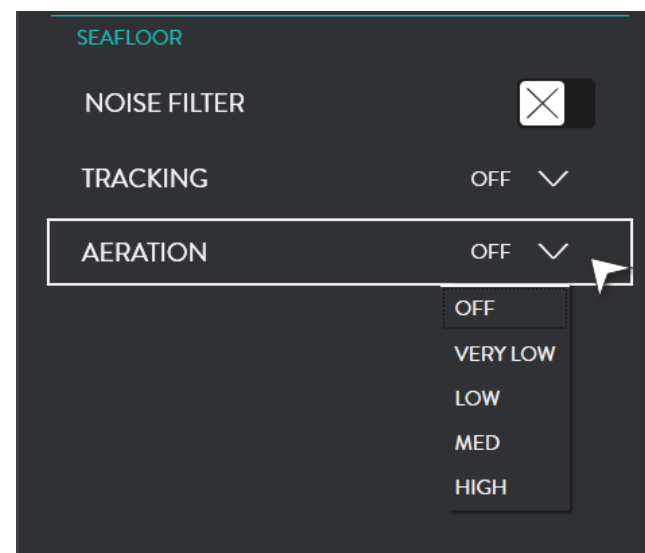 SEAFLOOR
NOISE FILTER
TRACKING OFF
AERATION OFF
OFF
VERY LOW
LOW
MED
HIGH